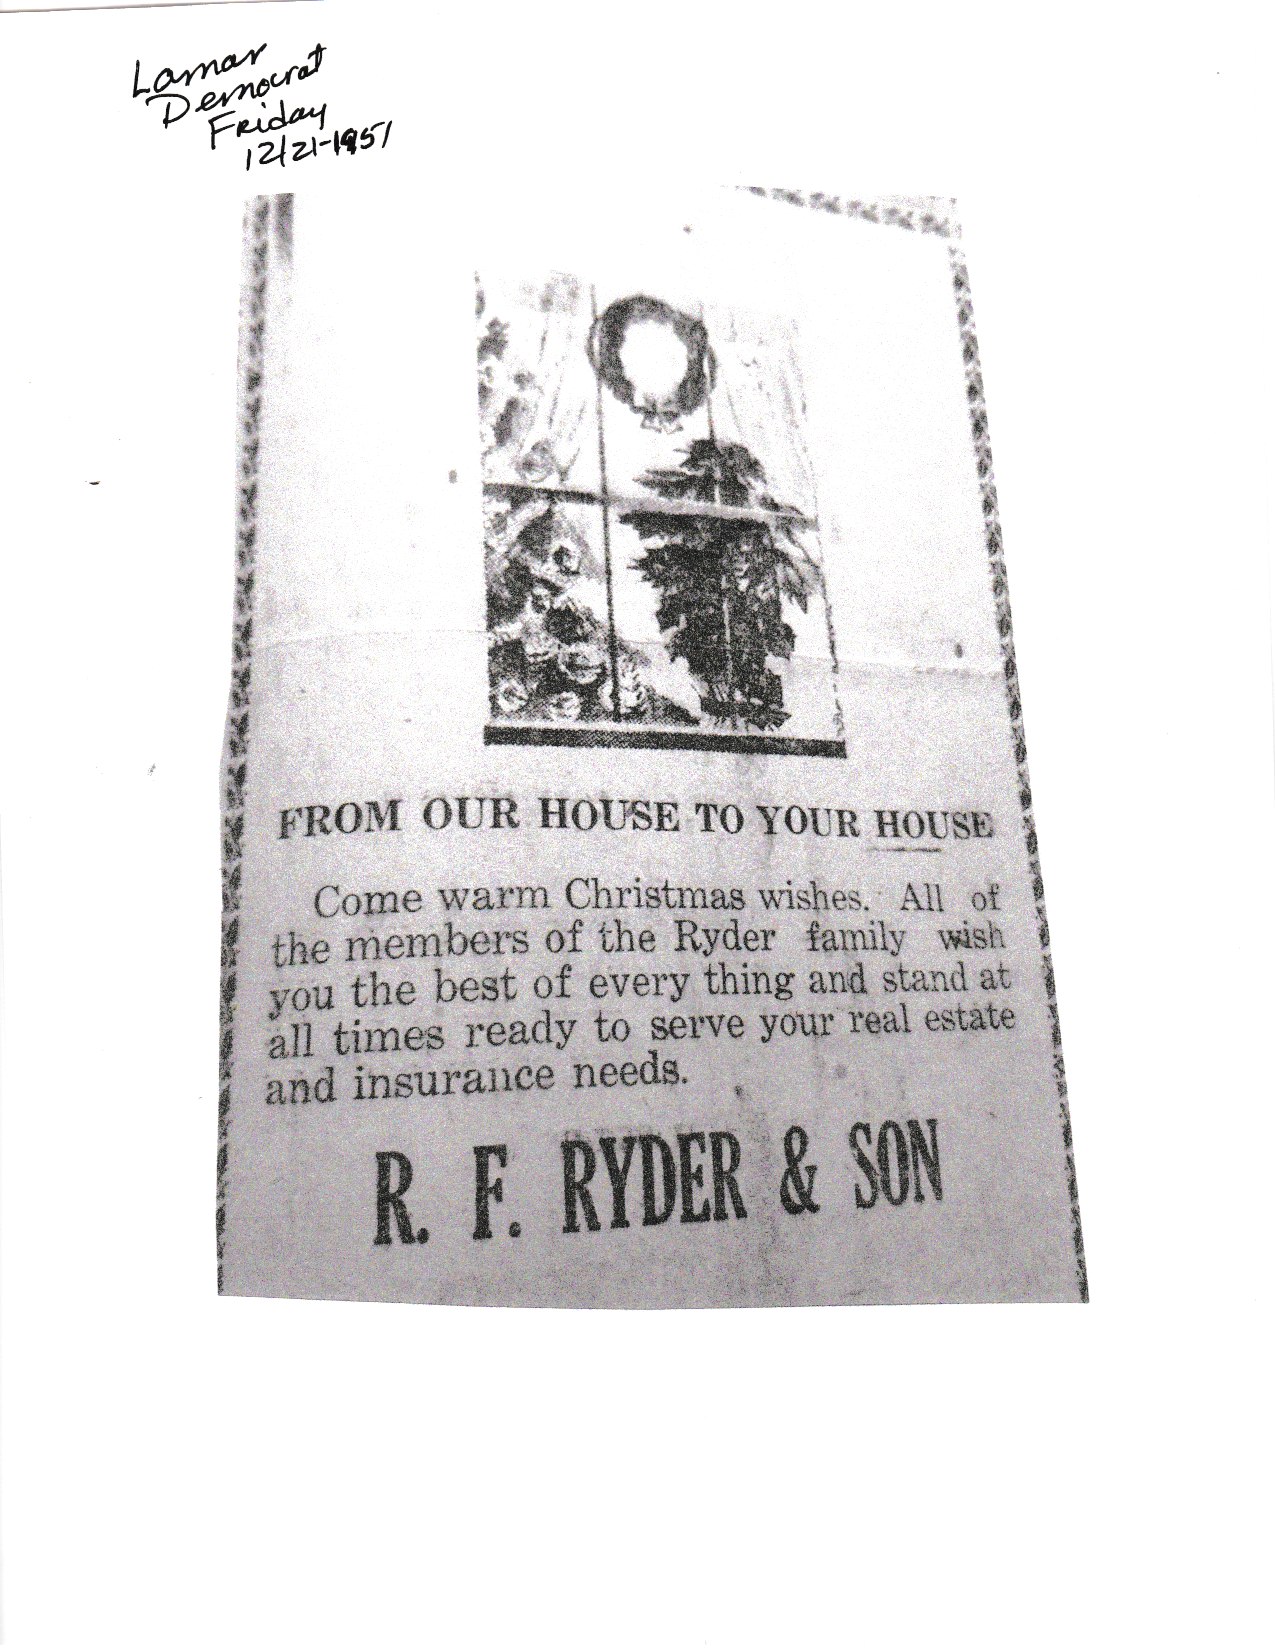 Lamar
Democrat
Friday
12/21-1951
FROM OUR HOUSE TO YOUR HOUSE
Come warm Christmas wishes. All of
the members of the Ryder family wish
you the best of every thing and stand at
all times ready to serve your real estate
and insurance needs.
R. F. RYDER & SON